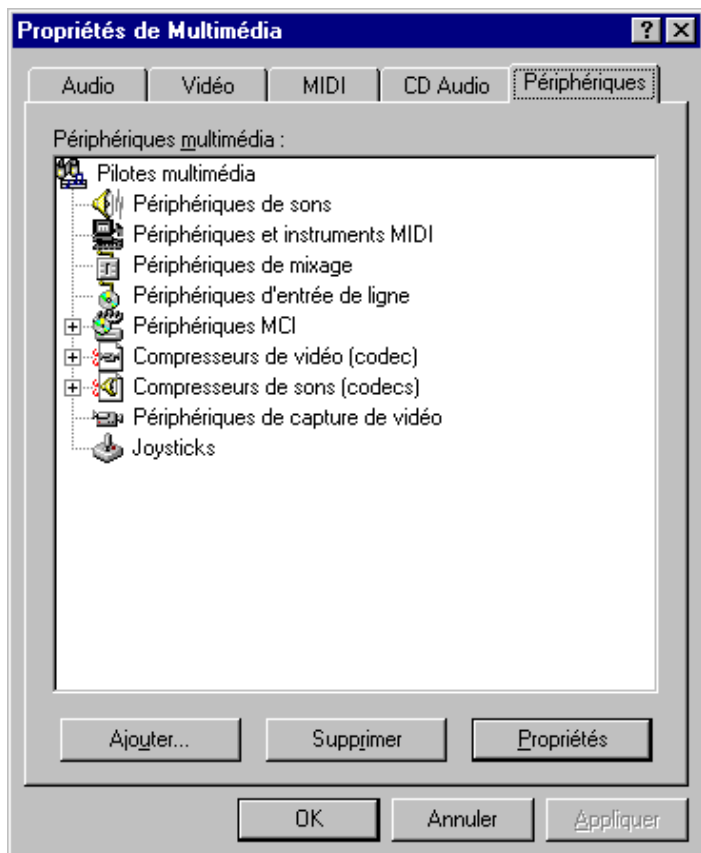 Propriétés de Multimédia
Audio Vidéo MIDI CD Audio Périphériques
Périphériques multimédia :
Pilotes multimédia
Périphériques de sons
Périphériques et instruments MIDI
Périphériques de mixage
Périphériques d'entrée de ligne
Périphériques MCI
Compresseurs de vidéo (codec)
Compresseurs de sons (codecs)
Périphériques de capture de vidéo
Joysticks
Ajouter... Supprimer Propriétés
OK Annuler Appliquer